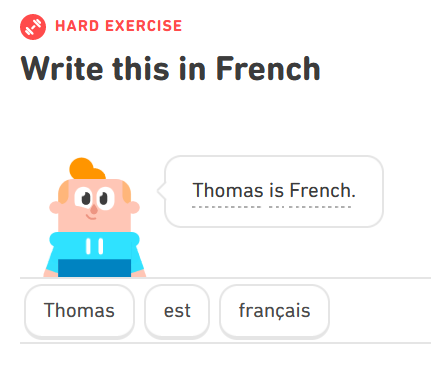 HARD EXERCISE
Write this in French
Thomas is French.
Thomas est français